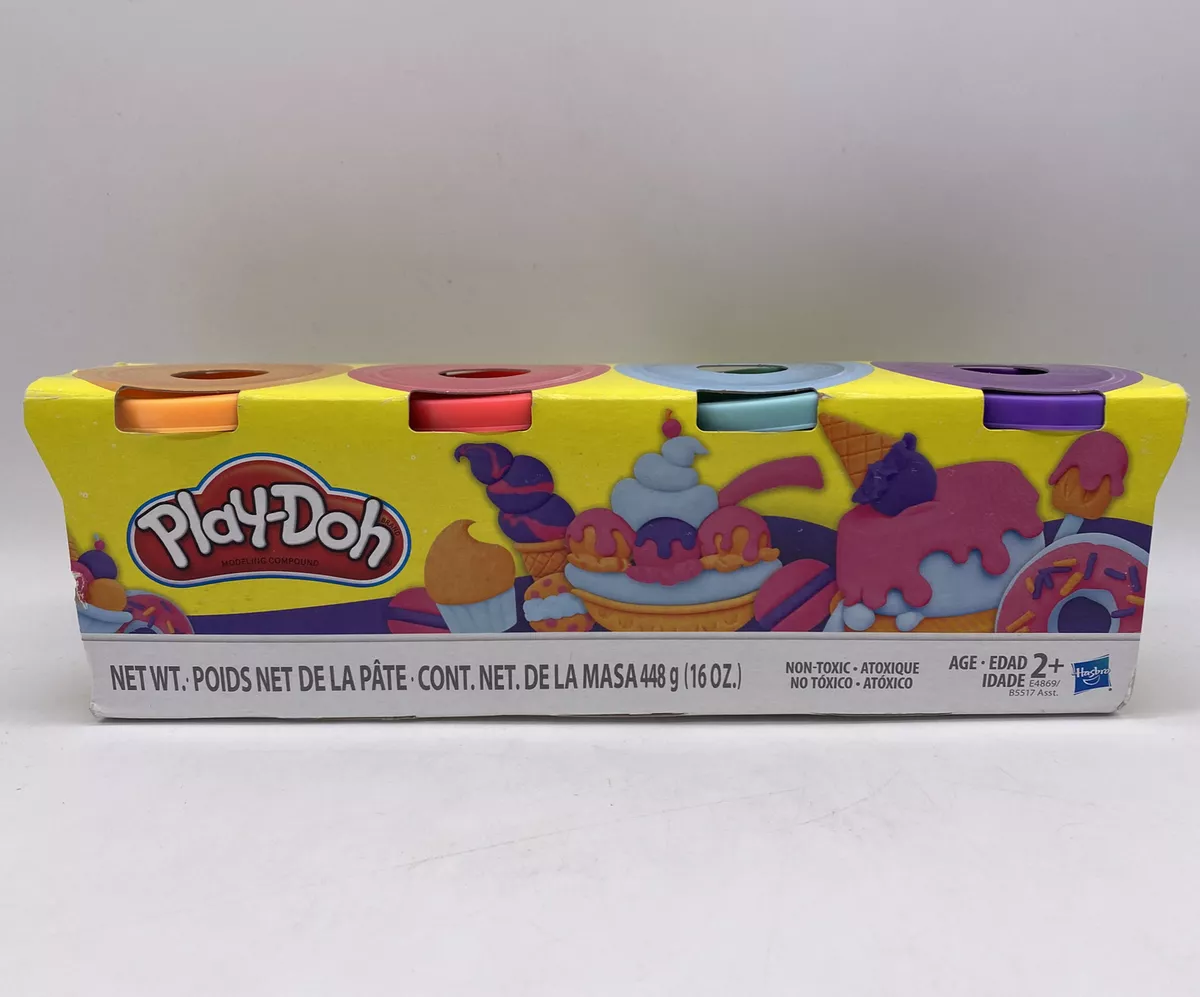 PLAY-DOH
BRAND
MODELING COMPOUND
NET WT.· POIDS NET DE LA PÂTE · CONT. NET. DE LA MASA 448 g (16 OZ.)
NON-TOXIC • ATOXIQUE
NO TÓXICO • ATÓXICO
AGE • EDAD 2+
IDADE E4869/
B5517 Asst.
Hasbro